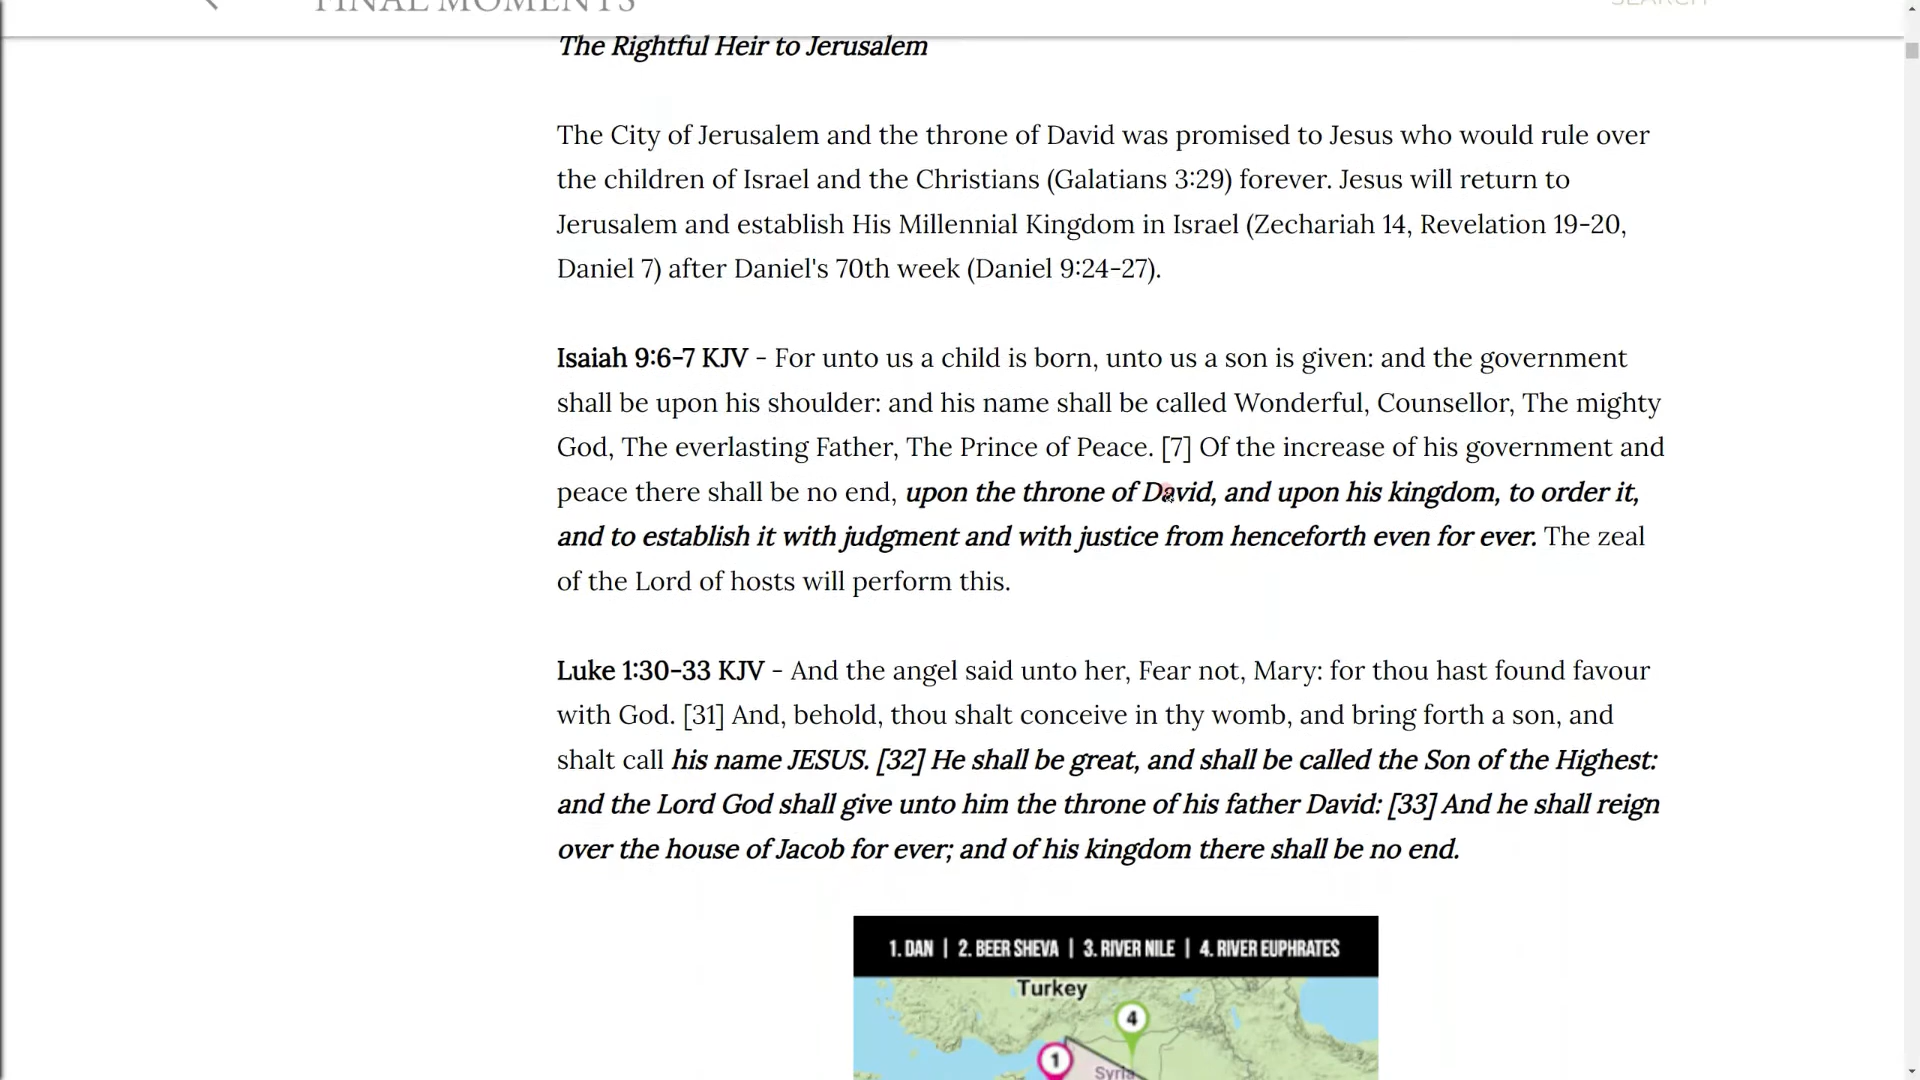 FINAL MOMENTS
SEARCH
The Rightful Heir to Jerusalem
The City of Jerusalem and the throne of David was promised to Jesus who would rule over
the children of Israel and the Christians (Galatians 3:29) forever. Jesus will return to
Jerusalem and establish His Millennial Kingdom in Israel (Zechariah 14, Revelation 19-20,
Daniel 7) after Daniel's 70th week (Daniel 9:24-27).
Isaiah 9:6-7 KJV - For unto us a child is born, unto us a son is given: and the government
shall be upon his shoulder: and his name shall be called Wonderful, Counsellor, The mighty
God, The everlasting Father, The Prince of Peace. [7] Of the increase of his government and
peace there shall be no end, upon the throne of David, and upon his kingdom, to order it,
and to establish it with judgment and with justice from henceforth even for ever. The zeal
of the Lord of hosts will perform this.
Luke 1:30-33 KJV - And the angel said unto her, Fear not, Mary: for thou hast found favour
with God. [31] And, behold, thou shalt conceive in thy womb, and bring forth a son, and
shalt call his name JESUS. [32] He shall be great, and shall be called the Son of the Highest:
and the Lord God shall give unto him the throne of his father David: [33] And he shall reign
over the house of Jacob for ever; and of his kingdom there shall be no end.
1. DAN | 2. BEER SHEVA | 3. RIVER NILE | 4. RIVER EUPHRATES
Turkey
4
1
Syria